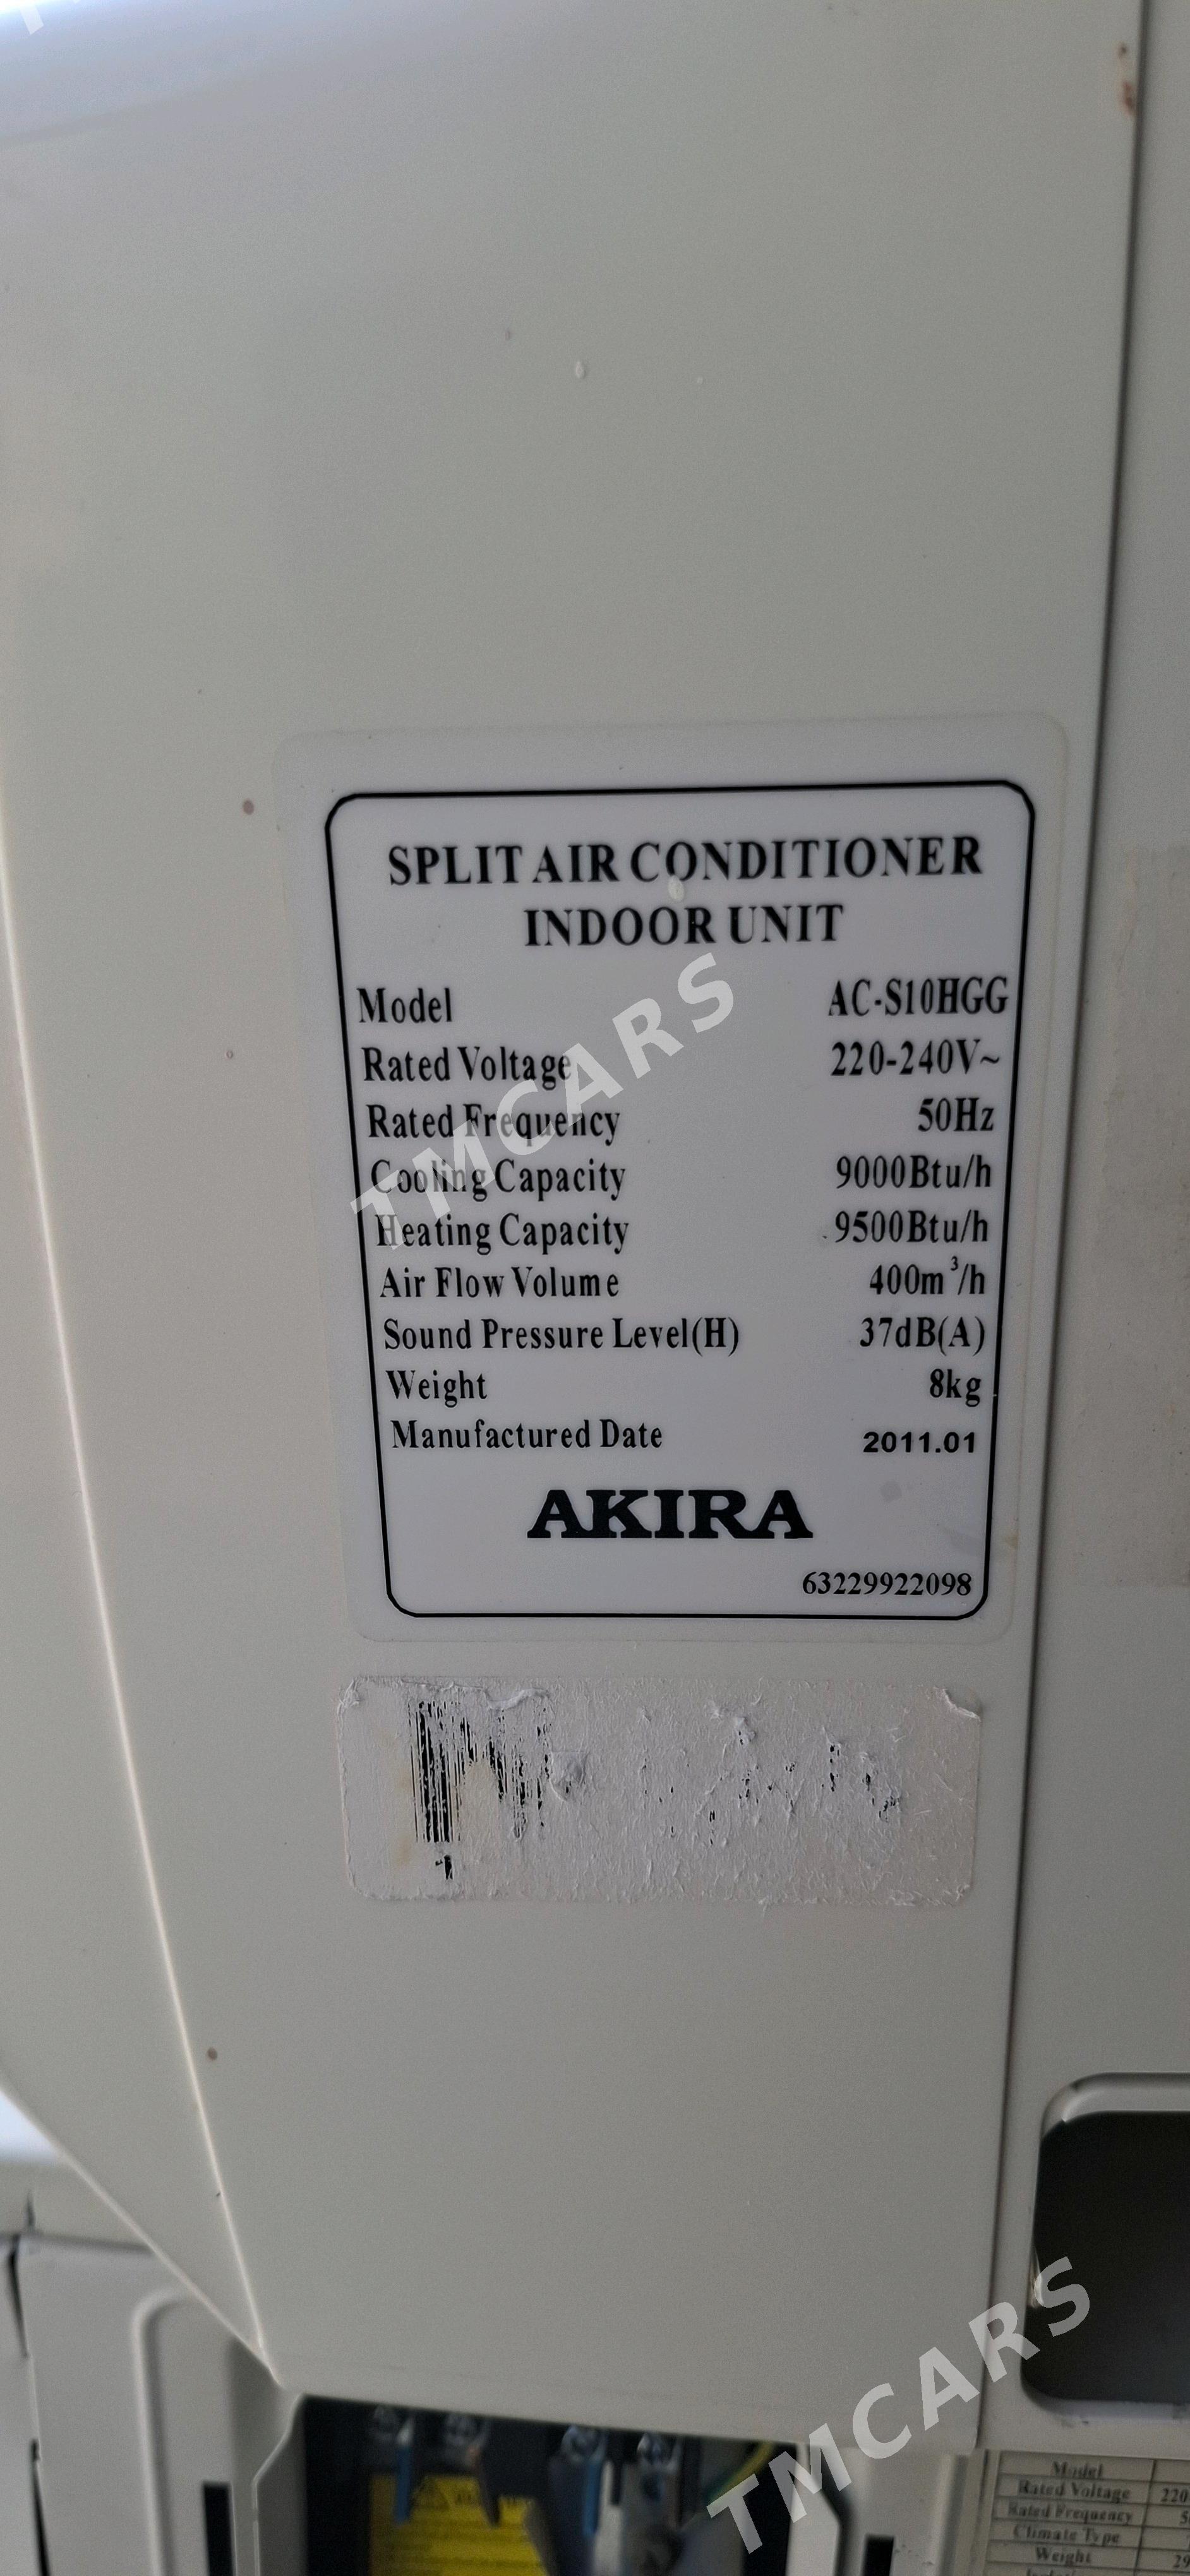 SPLIT AIR CONDITIONER
INDOOR UNIT
Model AC-S10HGG
Rated Voltage 220-240V~
Rated Frequency 50Hz
Cooling Capacity 9000Btu/h
Heating Capacity 9500Btu/h
Air Flow Volume 400m³/h
Sound Pressure Level(H) 37dB(A)
Weight 8kg
Manufactured Date 2011.01
AKIRA
63229922098
TMCARS
TMCARS
Model
Rated Voltage 220
Rated Frequency
Climate Type
Weight 29